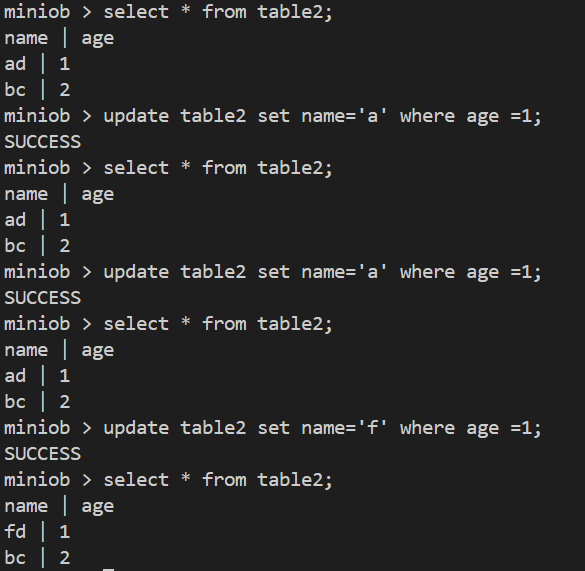 miniob > select * from table2;
name | age
ad | 1
bc | 2
miniob > update table2 set name='a' where age =1;
SUCCESS
miniob > select * from table2;
name | age
ad | 1
bc | 2
miniob > update table2 set name='a' where age =1;
SUCCESS
miniob > select * from table2;
name | age
ad | 1
bc | 2
miniob > update table2 set name='f' where age =1;
SUCCESS
miniob > select * from table2;
name | age
fd | 1
bc | 2